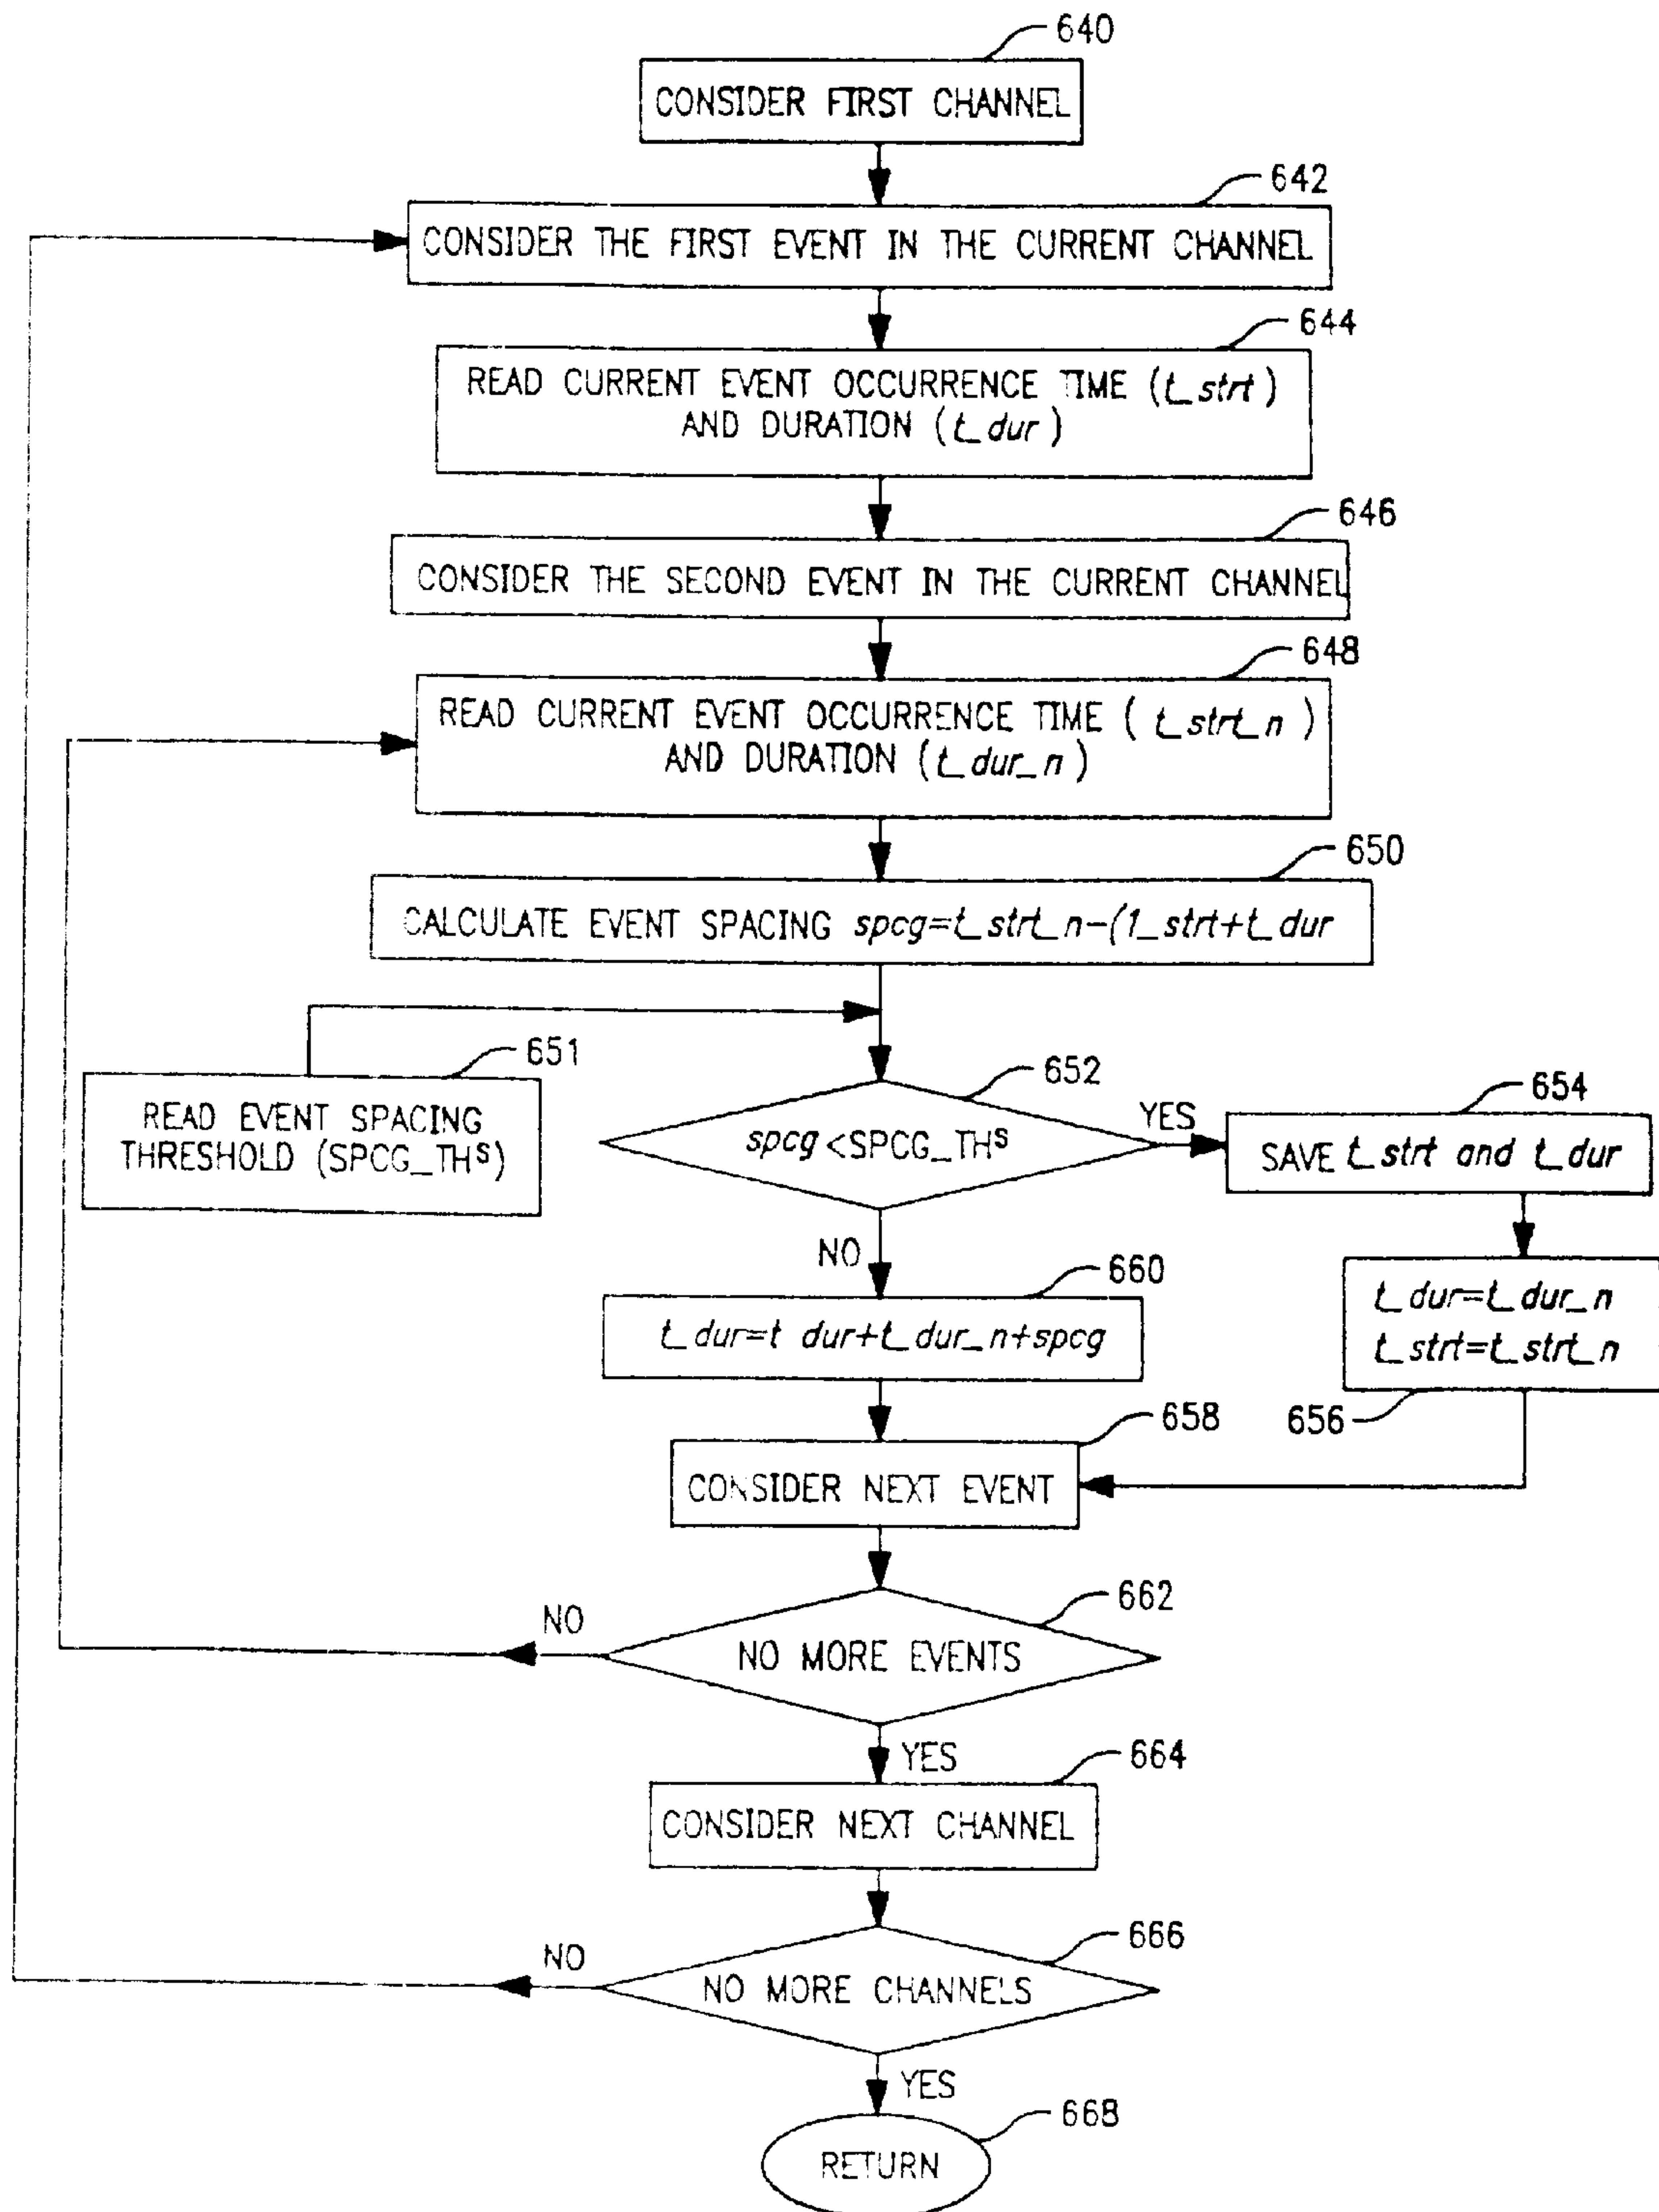 640
CONSIDER FIRST CHANNEL
642
CONSIDER THE FIRST EVENT IN THE CURRENT CHANNEL
644
READ CURRENT EVENT OCCURRENCE TIME (t_strt)
AND DURATION (t_dur)
646
CONSIDER THE SECOND EVENT IN THE CURRENT CHANNEL
648
READ CURRENT EVENT OCCURRENCE TIME ( t_strt_n )
AND DURATION (t_dur_n)
650
CALCULATE EVENT SPACING spcg=t_strt_n-(1_strt+t_dur
651
READ EVENT SPACING
THRESHOLD (SPCG_THˢ)
652
spcg<SPCG_THˢ
YES
654
SAVE t_strt and t_dur
NO
660
t_dur=t dur+t_dur_n+spcg
t_dur=t_dur_n
t_strt=t_strt_n
656
658
CONSIDER NEXT EVENT
662
NO
NO MORE EVENTS
YES
664
CONSIDER NEXT CHANNEL
666
NO
NO MORE CHANNELS
YES
668
RETURN